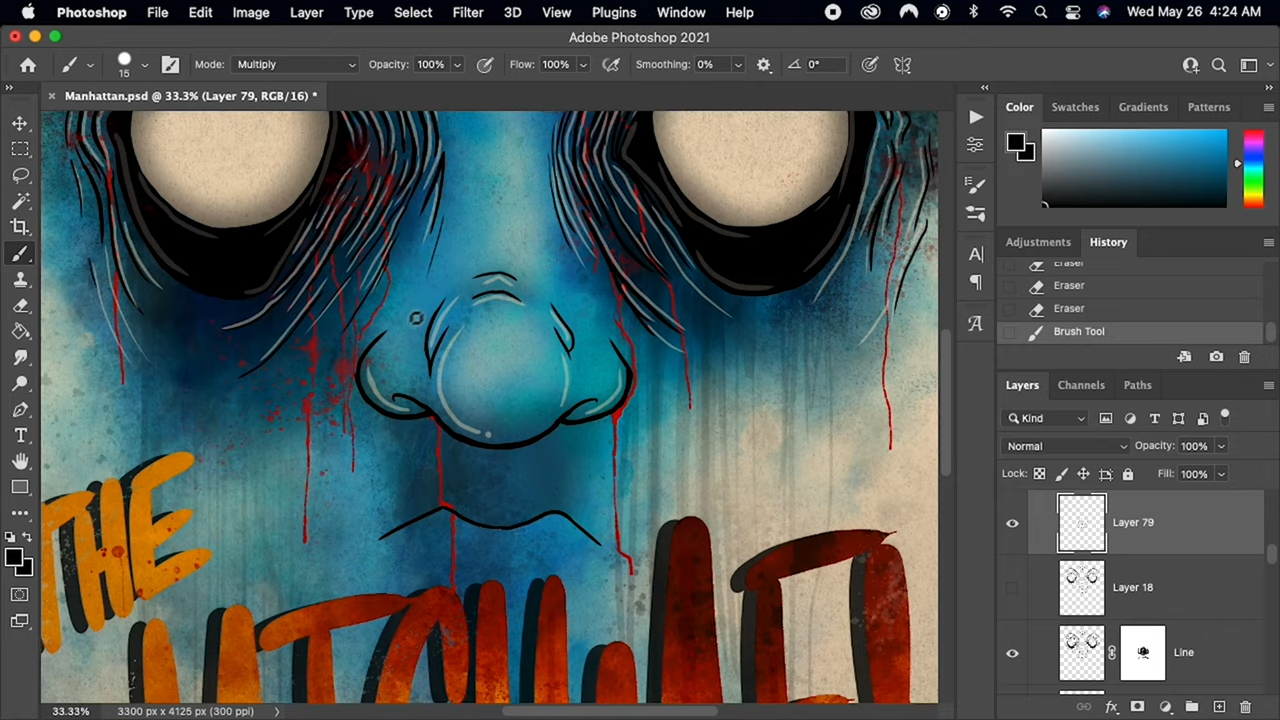 Photoshop File Edit Image Layer Type Select Filter 3D View Plugins Window Help Wed May 26 4:24 AM
Adobe Photoshop 2021
15 Mode: Multiply Opacity: 100% Flow: 100% Smoothing: 0% 0°
Manhattan.psd @ 33.3% (Layer 79, RGB/16) *
Color Swatches Gradients Patterns
Adjustments History
Eraser
Eraser
Eraser
Brush Tool
Layers Channels Paths
Kind
Normal Opacity: 100%
Lock: Fill: 100%
Layer 79
Layer 18
Line
THE
33.33% 3300 px x 4125 px (300 ppi)